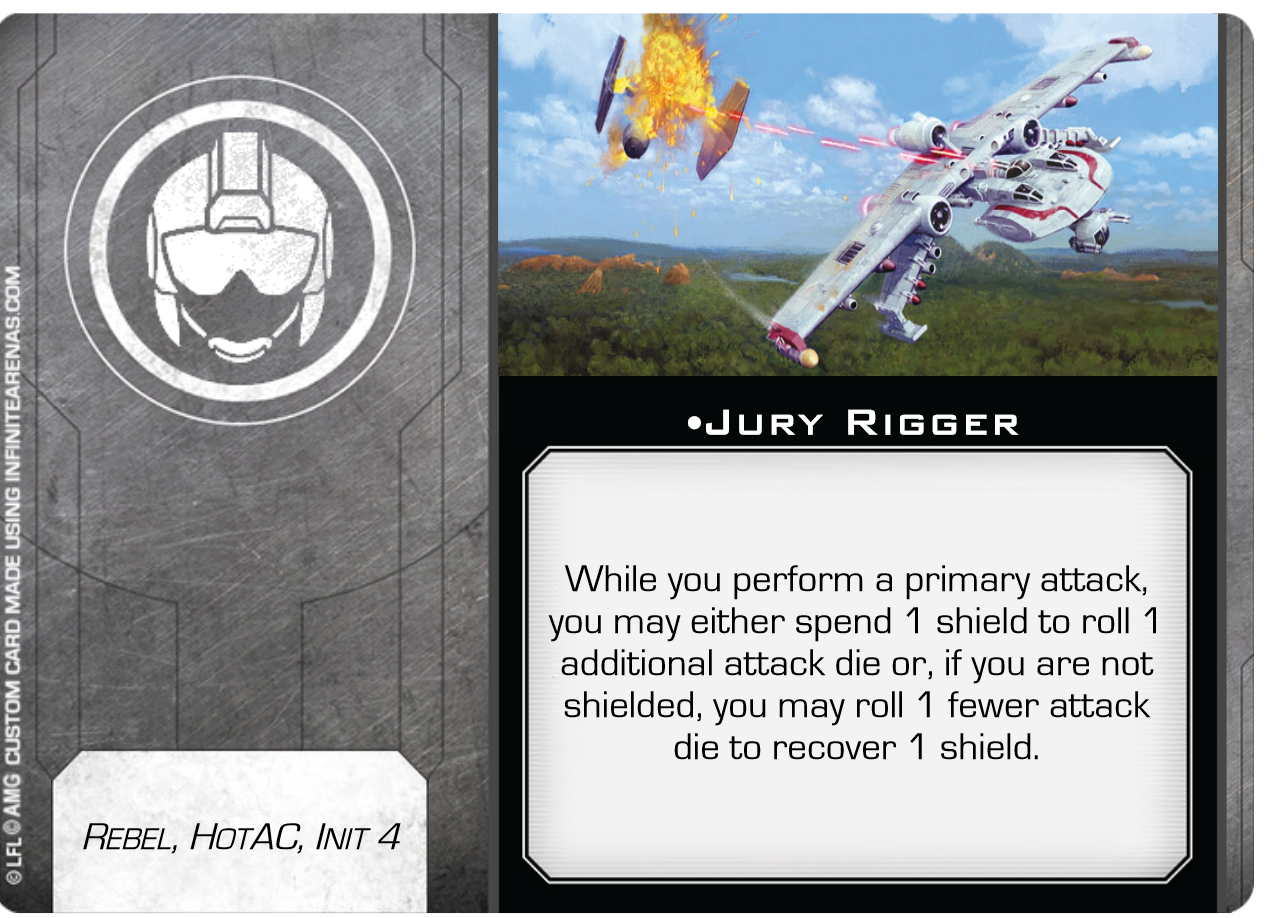 •Jury Rigger
While you perform a primary attack,
you may either spend 1 shield to roll 1
additional attack die or, if you are not
shielded, you may roll 1 fewer attack
die to recover 1 shield.
Rebel, HotAC, Init 4
©LFL ©AMG CUSTOM CARD MADE USING INFINITEARENAS.COM